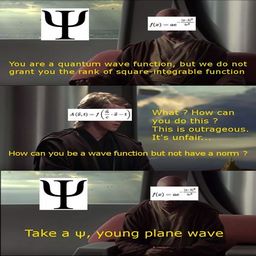 Ψ
f(x) = ae
You are a quantum wave function, but we do not
grant you the rank of square-integrable function
What ? How can
you do this ?
This is outrageous.
It's unfair...
How can you be a wave function but not have a norm ?
Ψ
Take a ψ, young plane wave